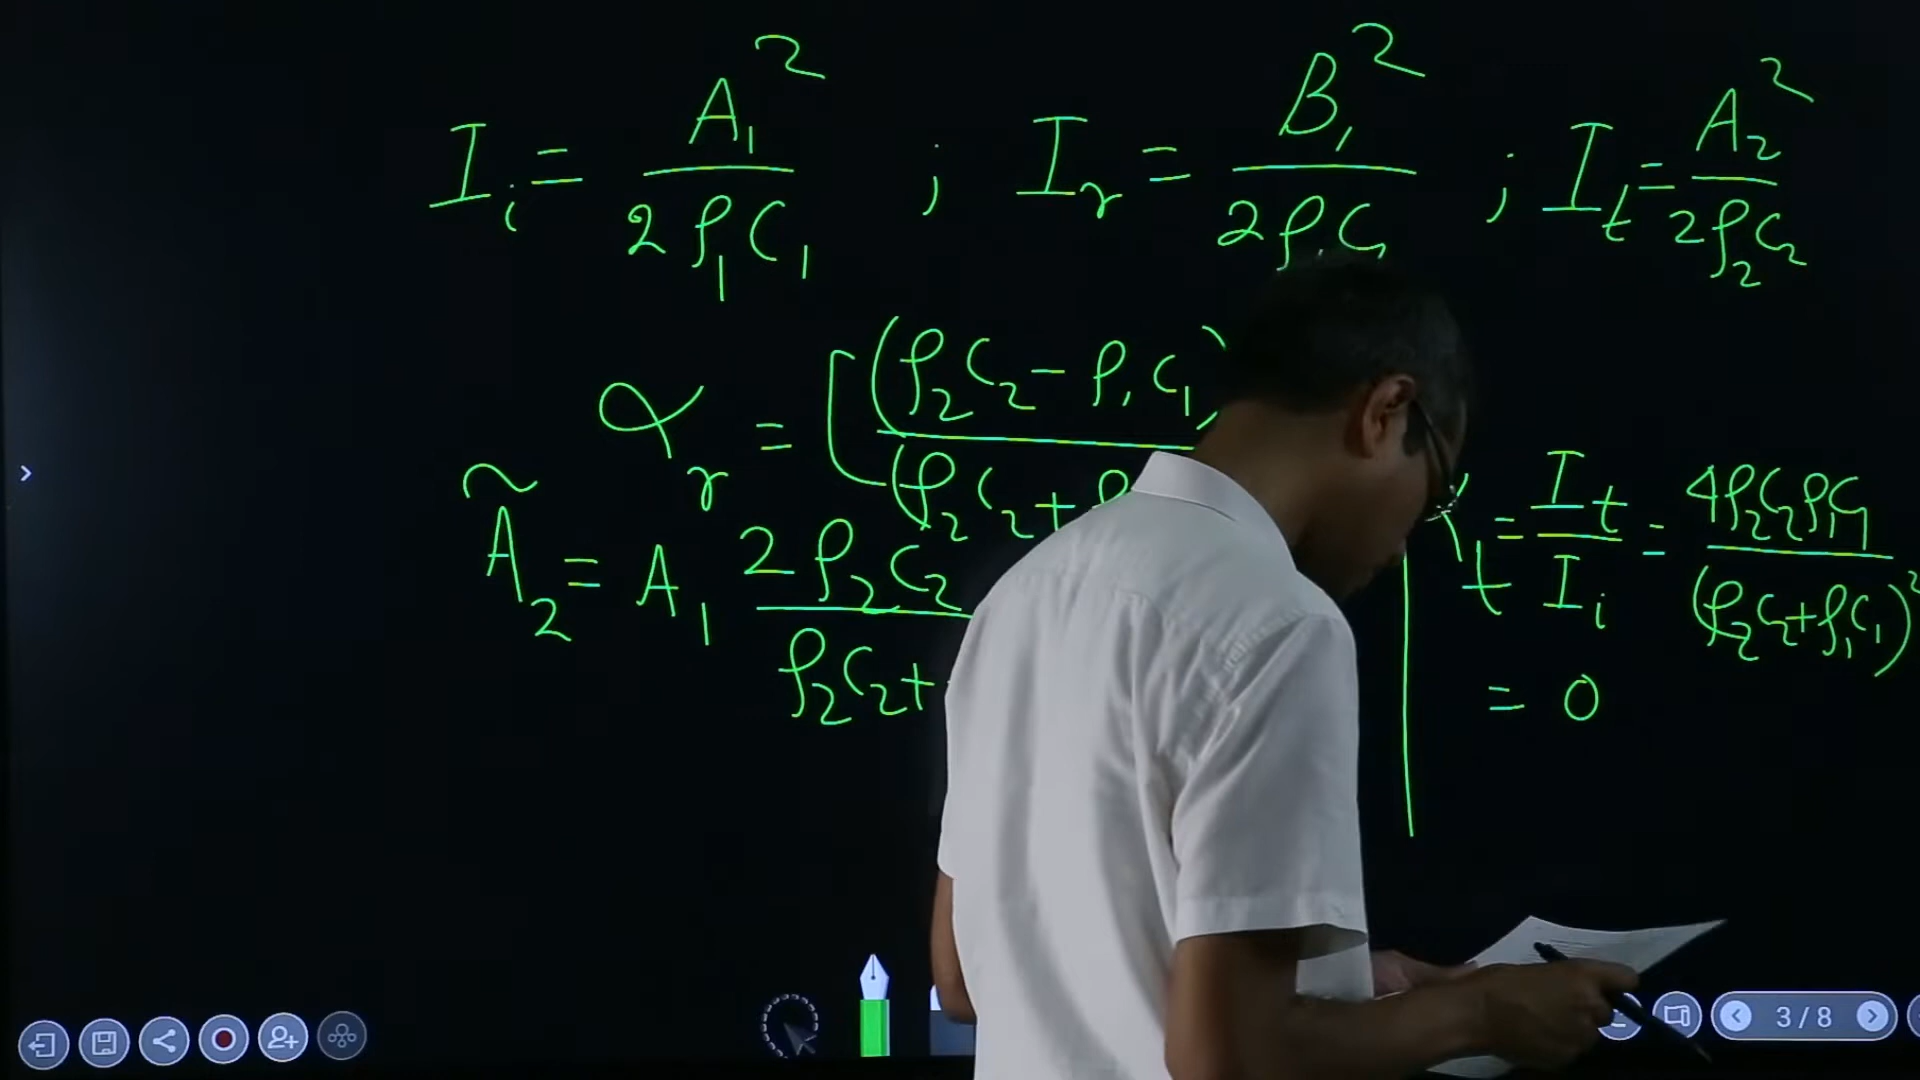 I_i = A_1^2 / 2ρ_1C_1 ; I_r = B_1^2 / 2ρ_1C_1 ; I_t = A_2^2 / 2ρ_2C_2
α_r = [(ρ_2C_2 - ρ_1C_1) / (ρ_2C_2 +
Ã_2 = A_1 2ρ_2C_2 / ρ_2C_2 +
t = I_t / I_i = 4ρ_2C_2ρ_1C_1 / (ρ_2C_2+ρ_1C_1)^2
= 0
3 / 8